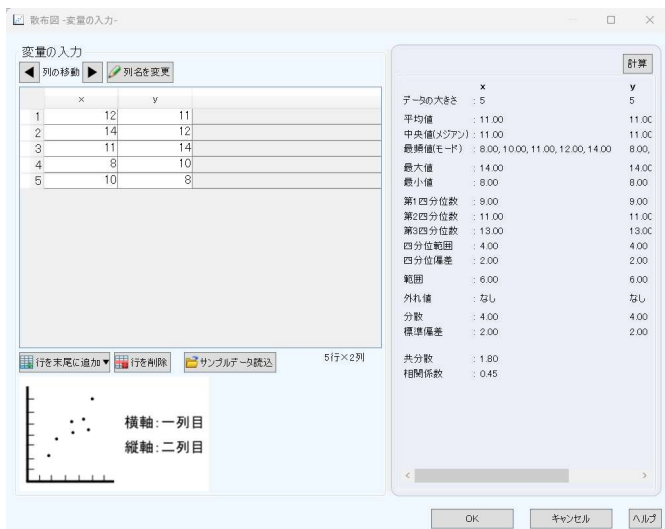 散布図 -変量の入力-
変量の入力
◀ 列の移動 ▶ 列名を変更
x y
1 12 11
2 14 12
3 11 14
4 8 10
5 10 8
行を末尾に追加▼ 行を削除 サンプルデータ読込 5行×2列
横軸:一列目
縦軸:二列目
計算
x y
データの大きさ : 5 5
平均値 : 11.00 11.00
中央値(メジアン) : 11.00 11.00
最頻値(モード) : 8.00, 10.00, 11.00, 12.00, 14.00 8.00,
最大値 : 14.00 14.00
最小値 : 8.00 8.00
第1四分位数 : 9.00 9.00
第2四分位数 : 11.00 11.00
第3四分位数 : 13.00 13.00
四分位範囲 : 4.00 4.00
四分位偏差 : 2.00 2.00
範囲 : 6.00 6.00
外れ値 : なし なし
分散 : 4.00 4.00
標準偏差 : 2.00 2.00
共分散 : 1.80
相関係数 : 0.45
OK キャンセル ヘルプ